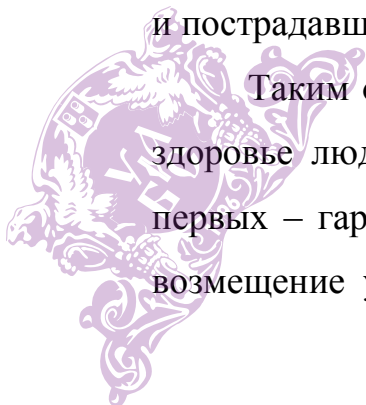 и пострадавш
Таким о
здоровье люд
первых – гар
возмещение у